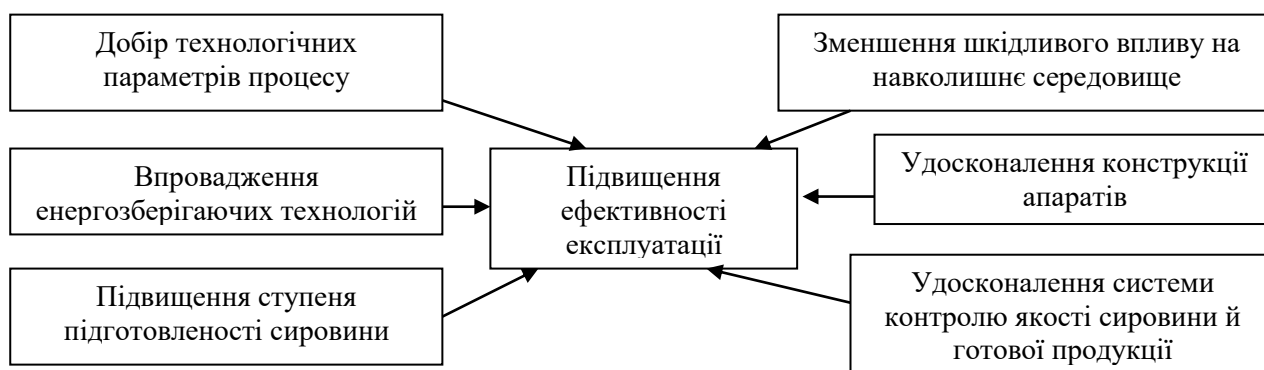 Добір технологічних
параметрів процесу
Зменшення шкідливого впливу на
навколишнє середовище
Впровадження
енергозберігаючих технологій
Підвищення
ефективності
експлуатації
Удосконалення конструкції
апаратів
Підвищення ступеня
підготовленості сировини
Удосконалення системи
контролю якості сировини й
готової продукції